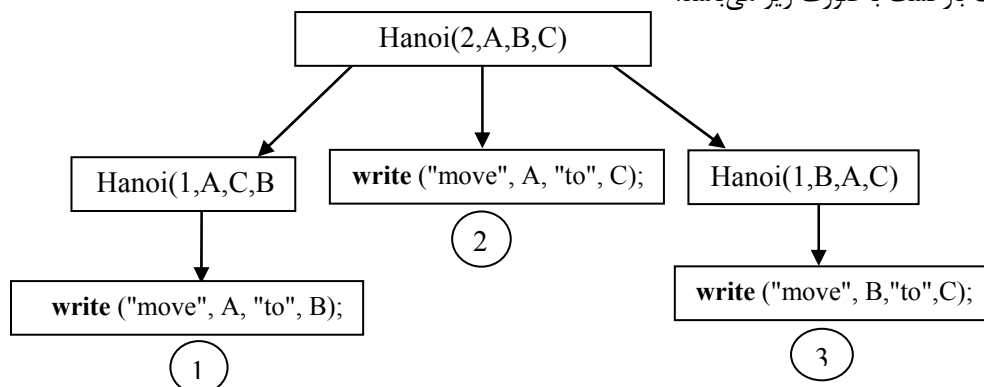 Hanoi(2,A,B,C)
Hanoi(1,A,C,B
write ("move", A, "to", C);
Hanoi(1,B,A,C)
2
write ("move", A, "to", B);
write ("move", B,"to",C);
1
3